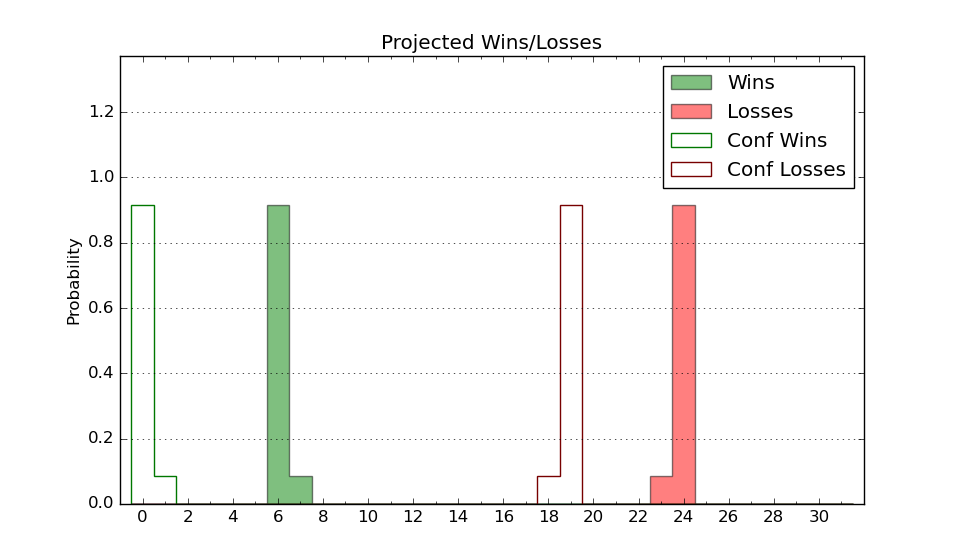 Projected Wins/Losses
Wins
Losses
Conf Wins
Conf Losses
Probability
1.2
1.0
0.8
0.6
0.4
0.2
0.0
0 2 4 6 8 10 12 14 16 18 20 22 24 26 28 30